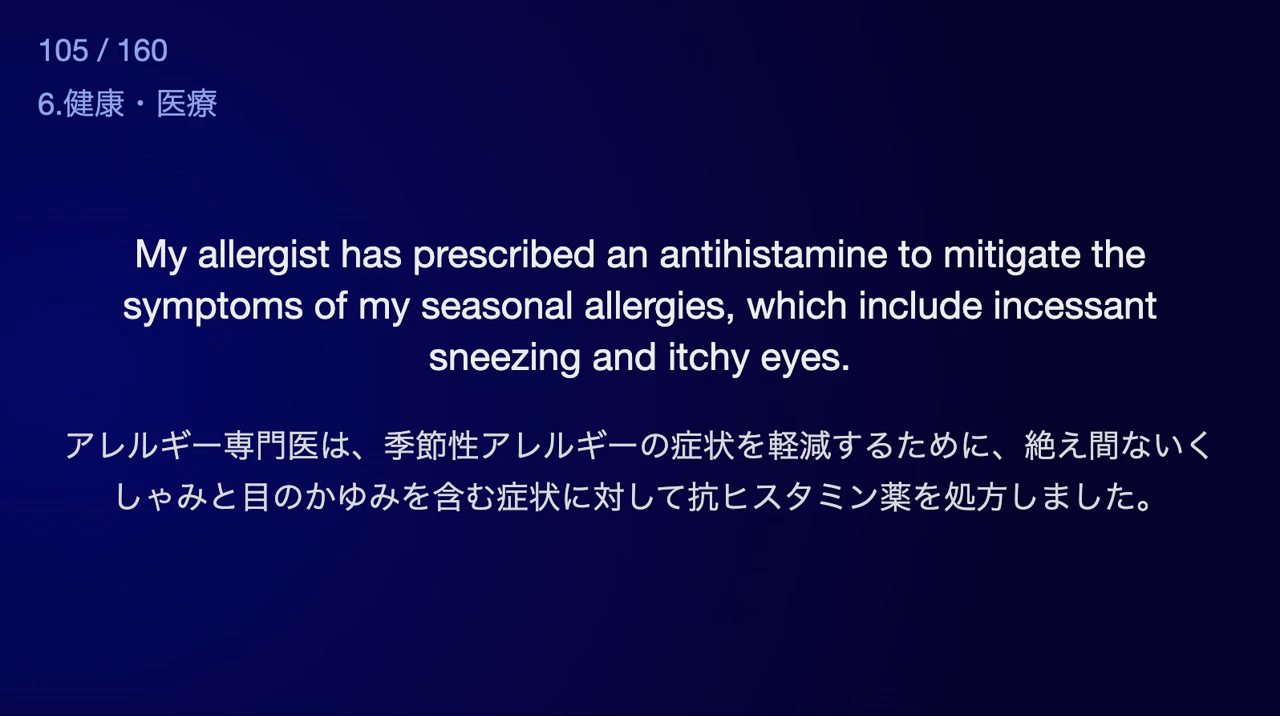 105 / 160
6.健康・医療
My allergist has prescribed an antihistamine to mitigate the
symptoms of my seasonal allergies, which include incessant
sneezing and itchy eyes.
アレルギー専門医は、季節性アレルギーの症状を軽減するために、絶え間ないく
しゃみと目のかゆみを含む症状に対して抗ヒスタミン薬を処方しました。